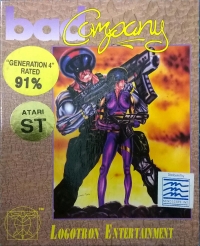 bad
Company
"GENERATION 4"
RATED
91%
ATARI
ST
LOGOTRON ENTERTAINMENT